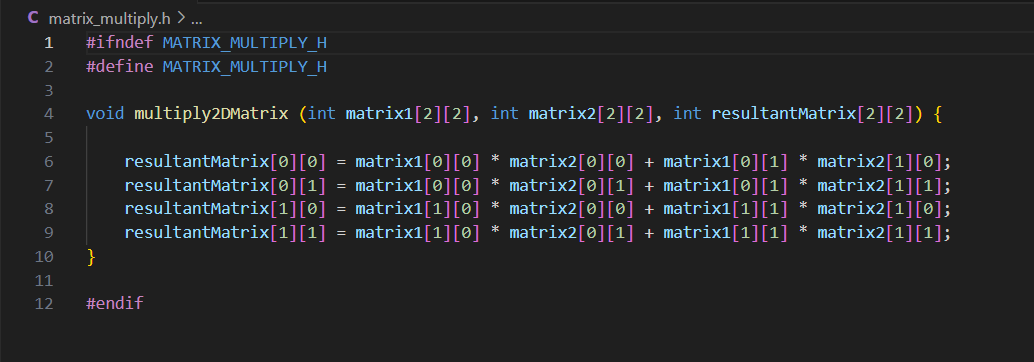 C matrix_multiply.h > ...
1 #ifndef MATRIX_MULTIPLY_H
2 #define MATRIX_MULTIPLY_H
3
4 void multiply2DMatrix (int matrix1[2][2], int matrix2[2][2], int resultantMatrix[2][2]) {
5
6 resultantMatrix[0][0] = matrix1[0][0] * matrix2[0][0] + matrix1[0][1] * matrix2[1][0];
7 resultantMatrix[0][1] = matrix1[0][0] * matrix2[0][1] + matrix1[0][1] * matrix2[1][1];
8 resultantMatrix[1][0] = matrix1[1][0] * matrix2[0][0] + matrix1[1][1] * matrix2[1][0];
9 resultantMatrix[1][1] = matrix1[1][0] * matrix2[0][1] + matrix1[1][1] * matrix2[1][1];
10 }
11
12 #endif